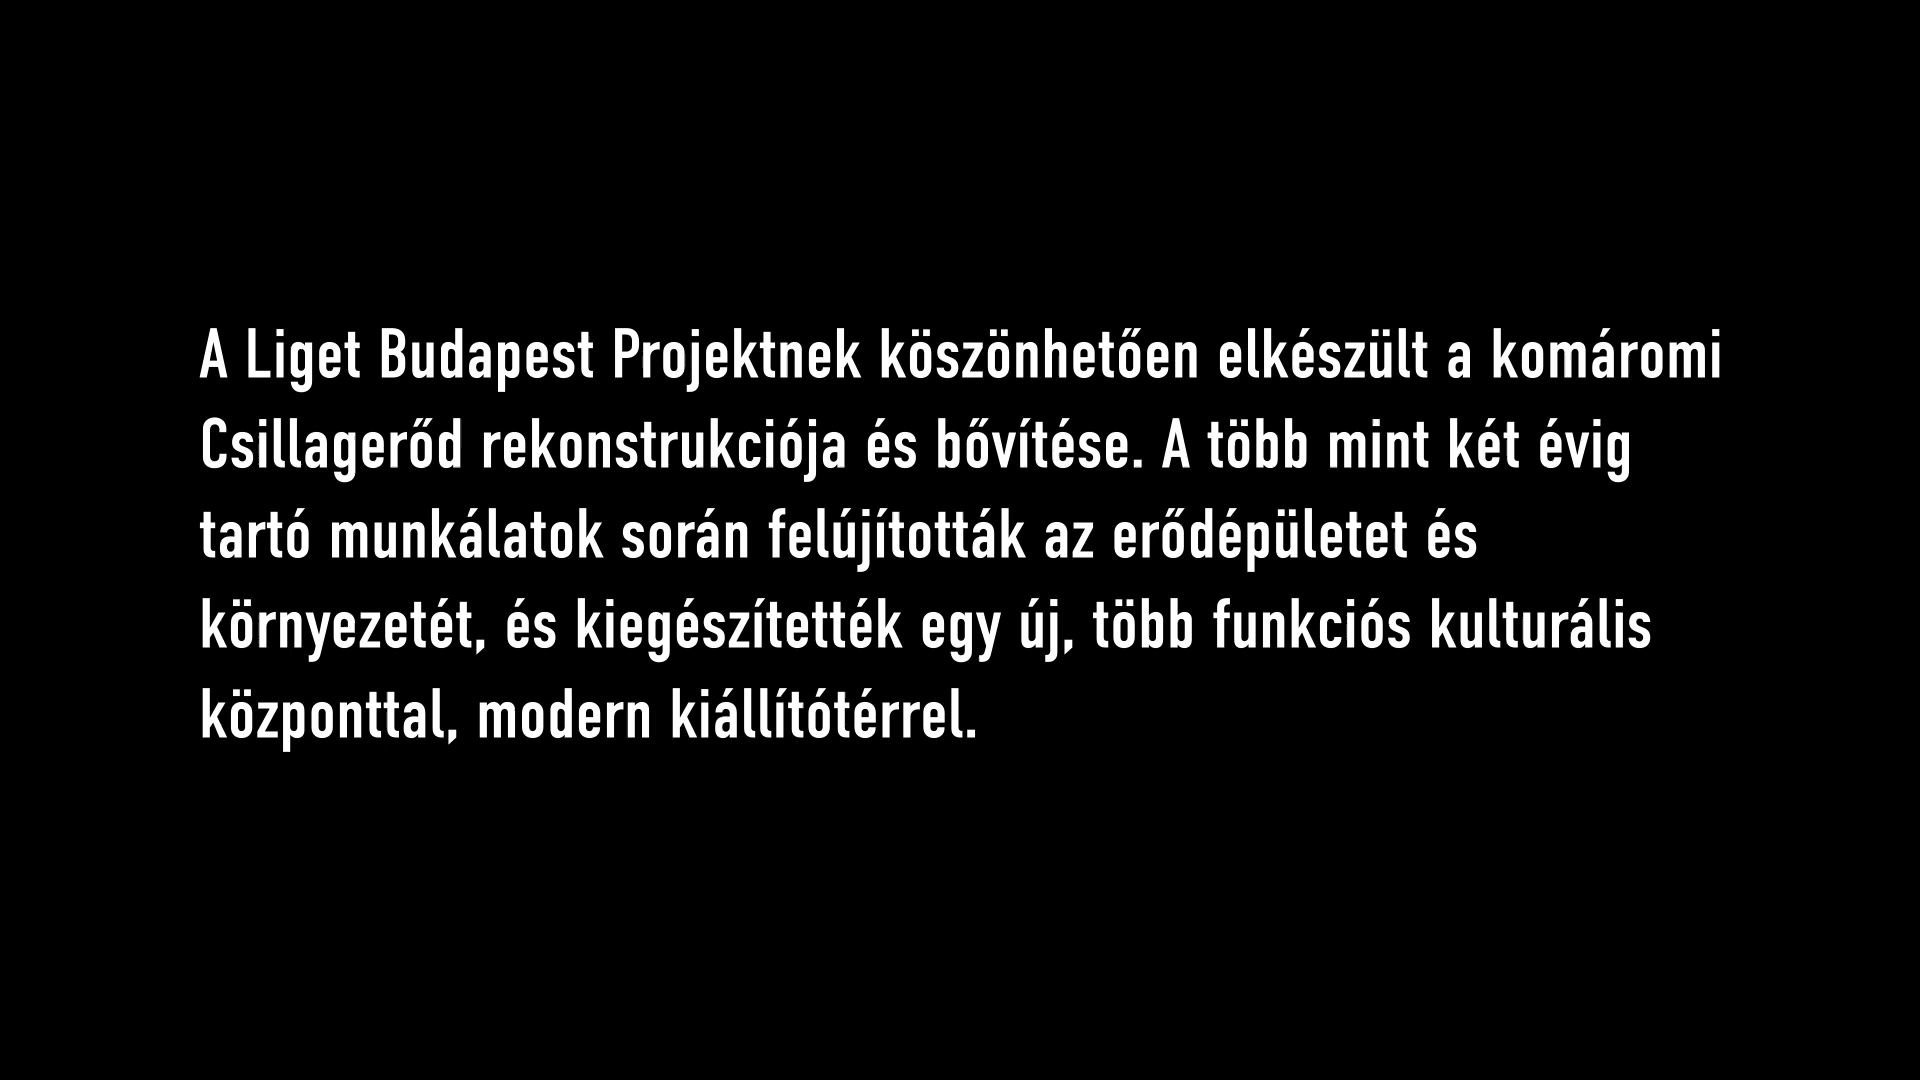 A Liget Budapest Projektnek köszönhetően elkészült a komáromi
Csillagerőd rekonstrukciója és bővítése. A több mint két évig
tartó munkálatok során felújították az erődépületet és
környezetét, és kiegészítették egy új, több funkciós kulturális
központtal, modern kiállítótérrel.